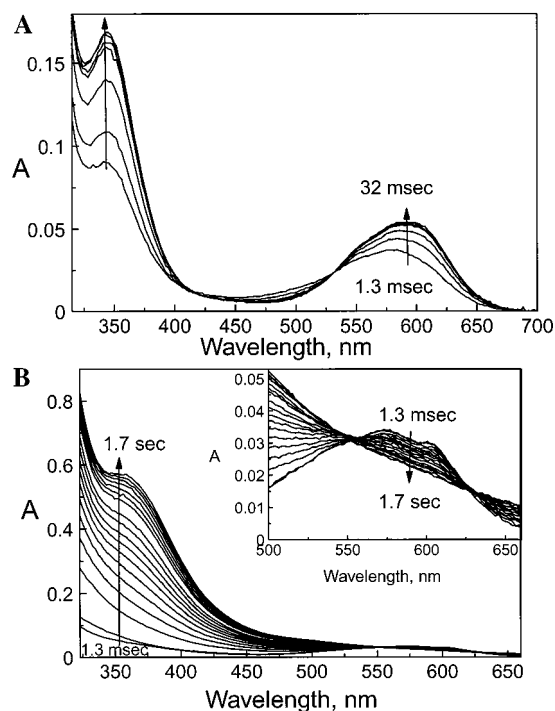 A
0.15
0.1
A
0.05
0
32 msec
1.3 msec
350 400 450 500 550 600 650 700
Wavelength, nm
B
0.8
0.6
A
0.4
0.2
0
1.7 sec
1.3 msec
0.05
0.04
0.03
A
0.02
0.01
0
1.3 msec
1.7 sec
500 550 600 650
Wavelength, nm
350 400 450 500 550 600 650
Wavelength, nm